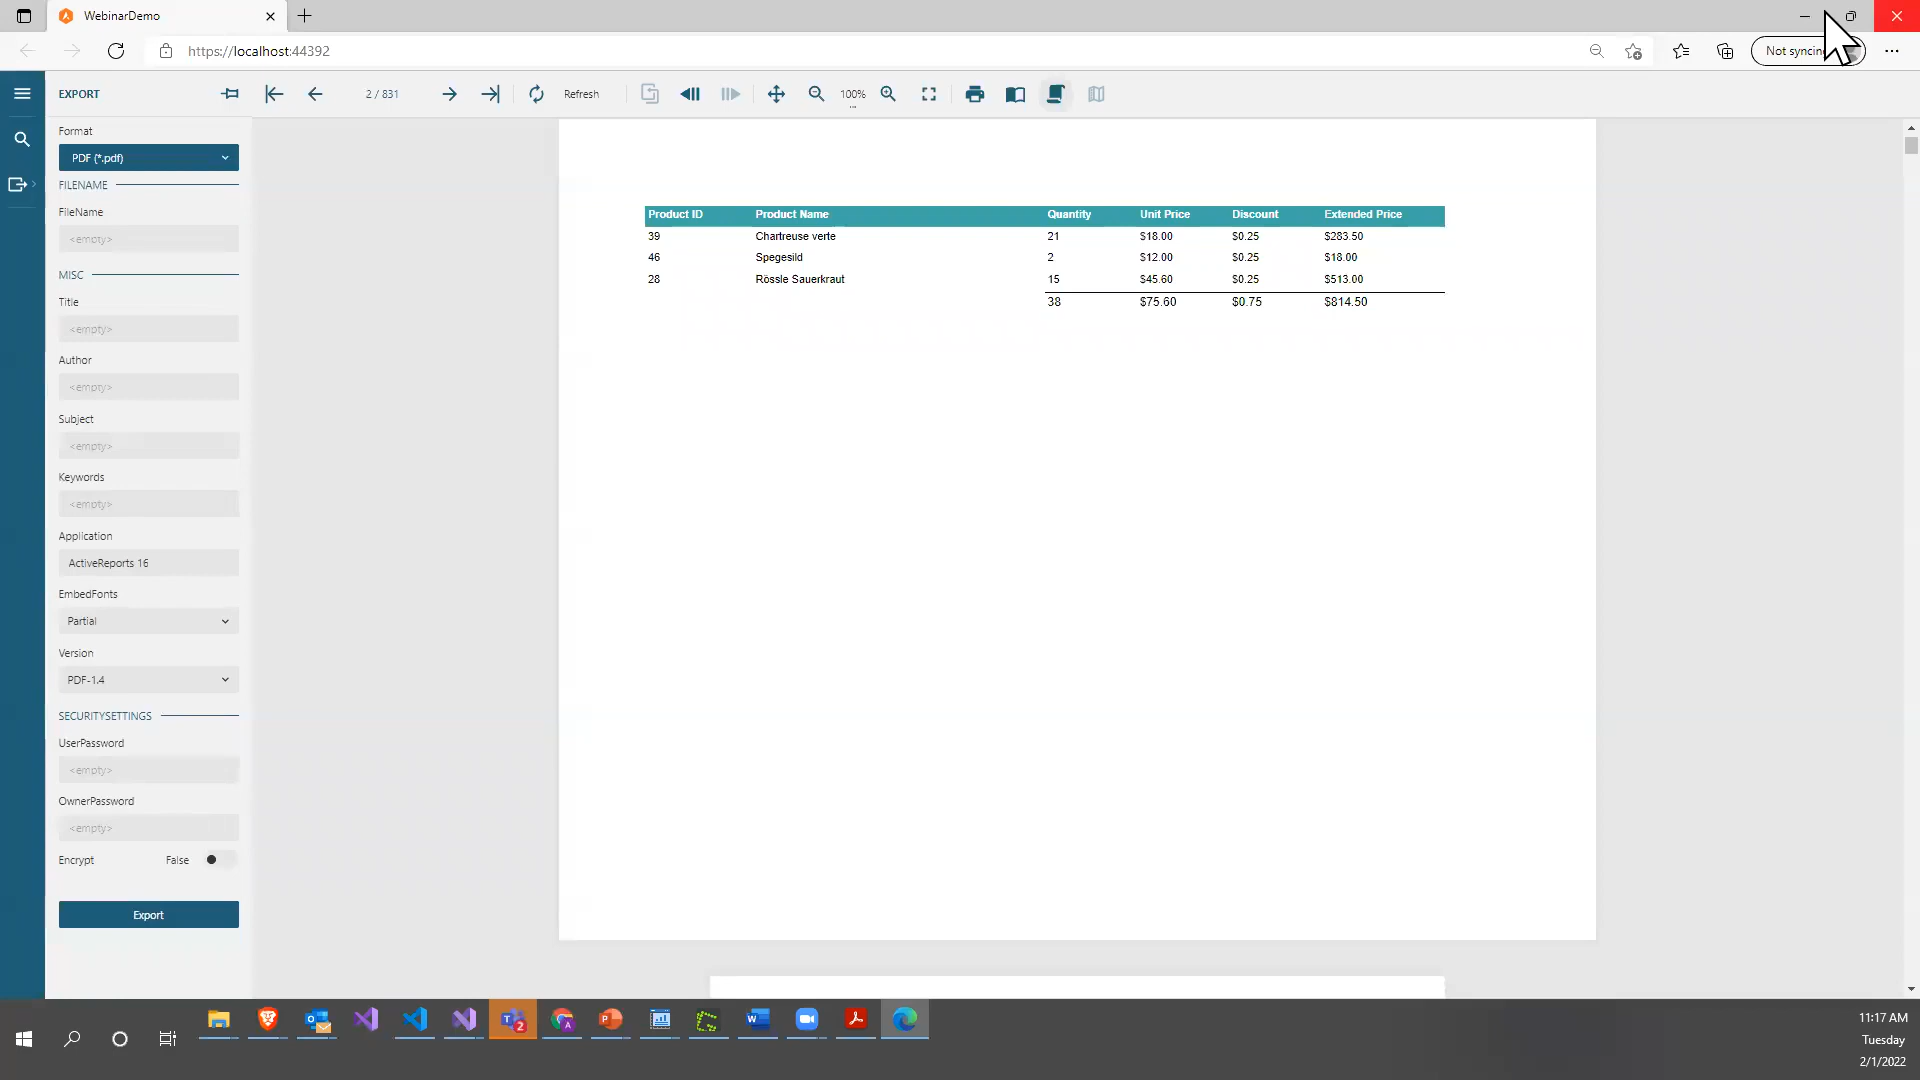 WebinarDemo
https://localhost:44392
Not syncing
EXPORT
2 / 831
Refresh
100%
Format
PDF (*.pdf)
FILENAME
FileName
<empty>
MISC
Title
<empty>
Author
<empty>
Subject
<empty>
Keywords
<empty>
Application
ActiveReports 16
EmbedFonts
Partial
Version
PDF-1.4
SECURITYSETTINGS
UserPassword
<empty>
OwnerPassword
<empty>
Encrypt False
Export
Product ID Product Name Quantity Unit Price Discount Extended Price
39 Chartreuse verte 21 $18.00 $0.25 $283.50
46 Spegesild 2 $12.00 $0.25 $18.00
28 Rössle Sauerkraut 15 $45.60 $0.25 $513.00
38 $75.60 $0.75 $814.50
11:17 AM
Tuesday
2/1/2022